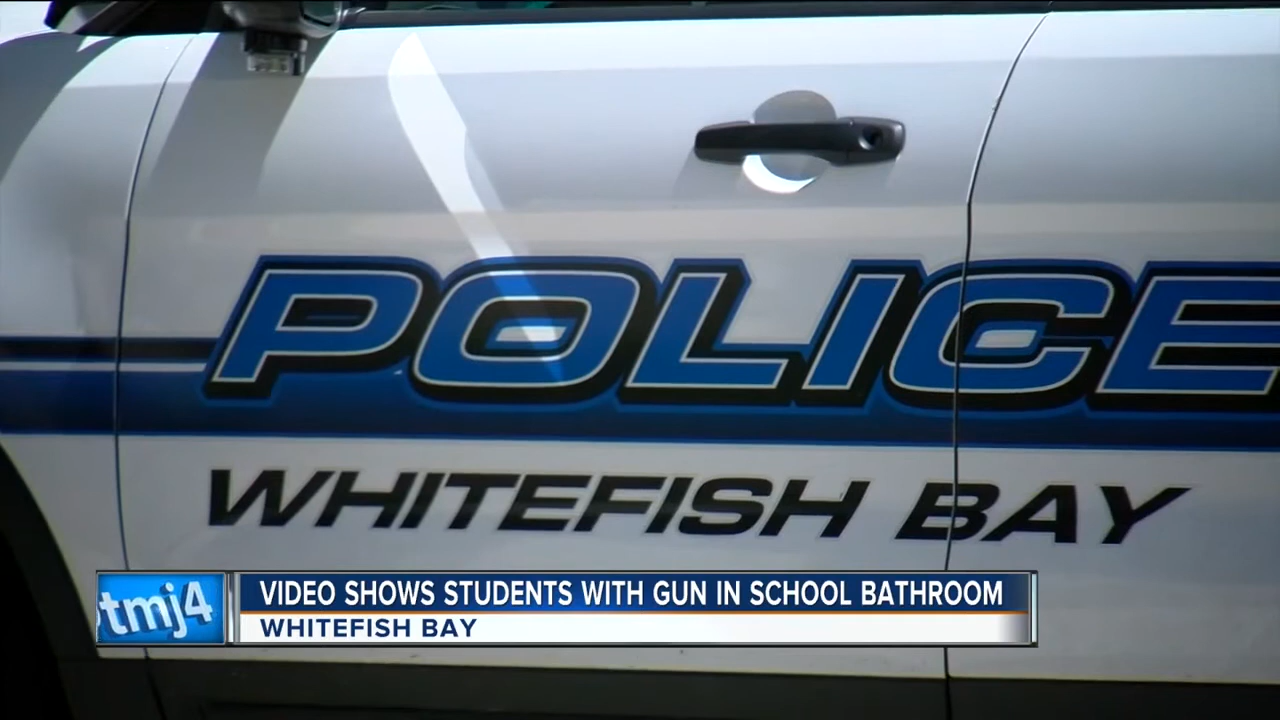 POLICE
WHITEFISH BAY
tmj4
VIDEO SHOWS STUDENTS WITH GUN IN SCHOOL BATHROOM
WHITEFISH BAY